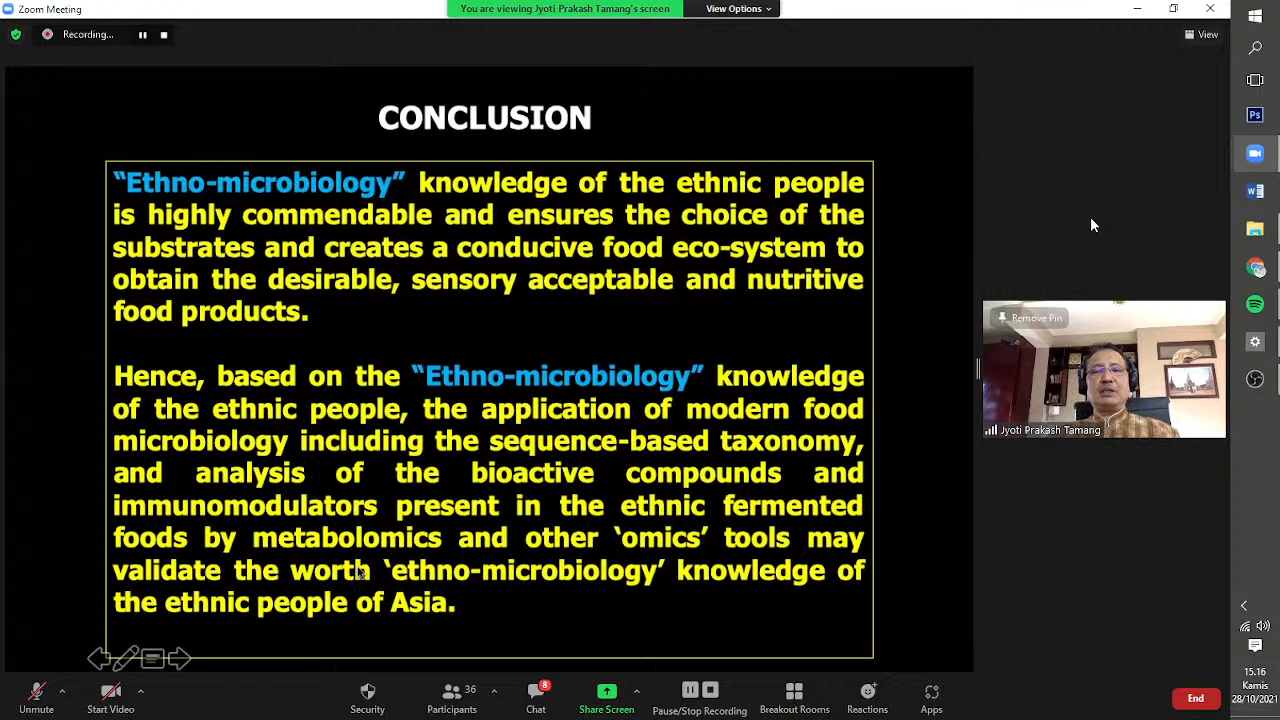 Zoom Meeting
You are viewing Jyoti Prakash Tamang's screen
View Options
Recording...
View
CONCLUSION
“Ethno-microbiology” knowledge of the ethnic people
is highly commendable and ensures the choice of the
substrates and creates a conducive food eco-system to
obtain the desirable, sensory acceptable and nutritive
food products.
Hence, based on the “Ethno-microbiology” knowledge
of the ethnic people, the application of modern food
microbiology including the sequence-based taxonomy,
and analysis of the bioactive compounds and
immunomodulators present in the ethnic fermented
foods by metabolomics and other ‘omics’ tools may
validate the worth ‘ethno-microbiology’ knowledge of
the ethnic people of Asia.
Remove Pin
Jyoti Prakash Tamang
Ps
W
Unmute
Start Video
Security
36
Participants
8
Chat
Share Screen
Pause/Stop Recording
Breakout Rooms
Reactions
Apps
End
15.16
Kamis
28/10/202